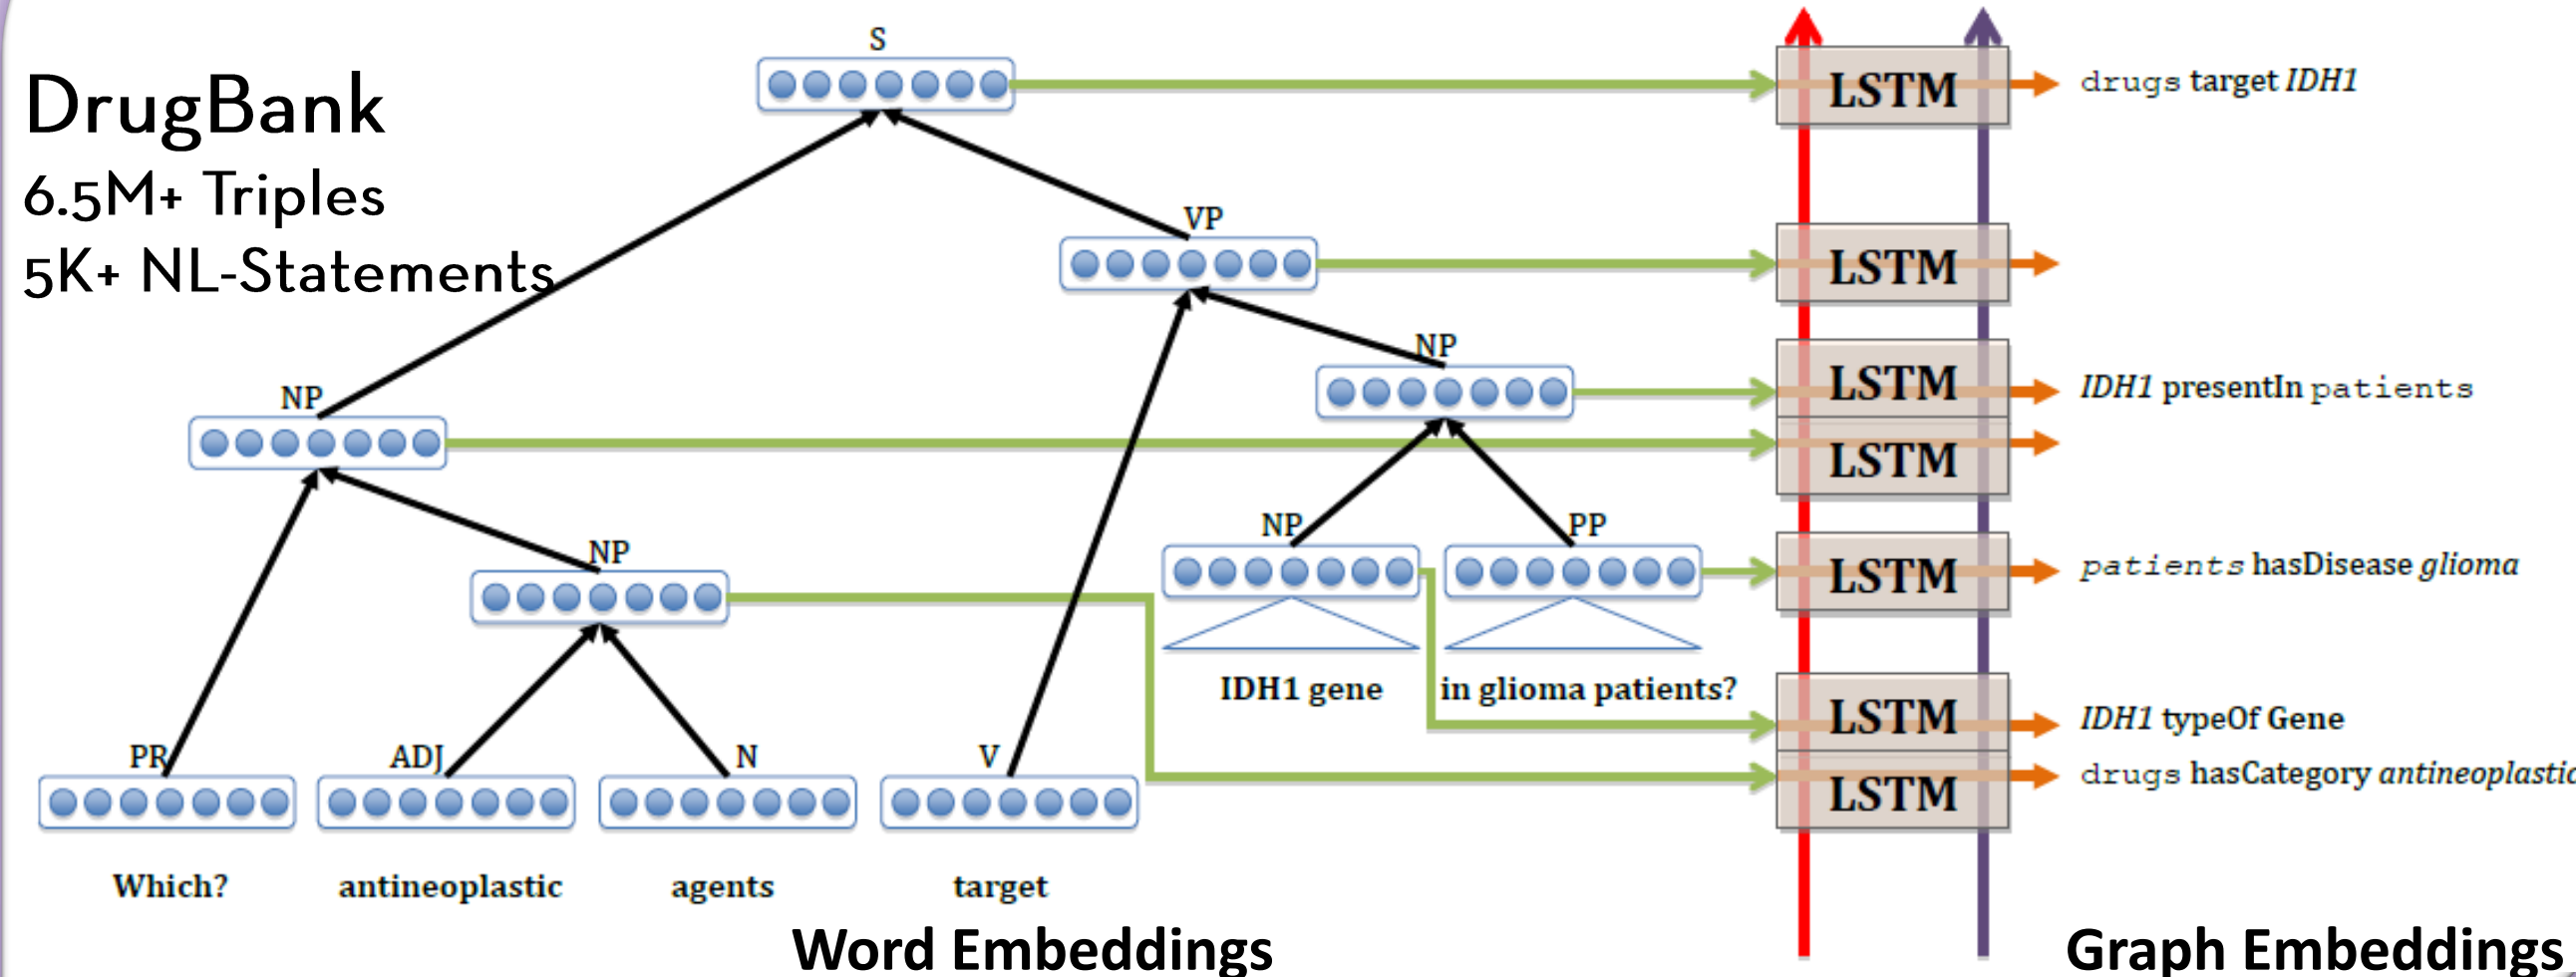 DrugBank
6.5M+ Triples
5K+ NL-Statements
S
LSTM
drugs target IDH1
VP
LSTM
NP
LSTM
IDH1 presentIn patients
NP
LSTM
NP
PP
NP
LSTM
patients hasDisease glioma
IDH1 gene
in glioma patients?
LSTM
IDH1 typeOf Gene
PR
ADJ
N
V
LSTM
drugs hasCategory antineoplastic
Which?
antineoplastic
agents
target
Word Embeddings
Graph Embeddings